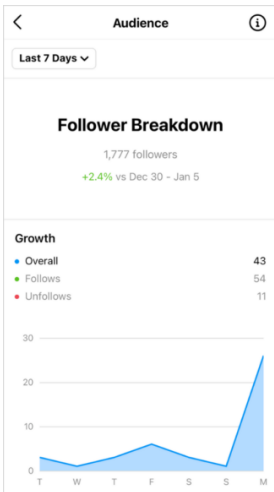 Audience
Last 7 Days
Follower Breakdown
1,777 followers
+2.4% vs Dec 30 - Jan 5
Growth
Overall 43
Follows 54
Unfollows 11
30
20
10
0
T W T F S S M